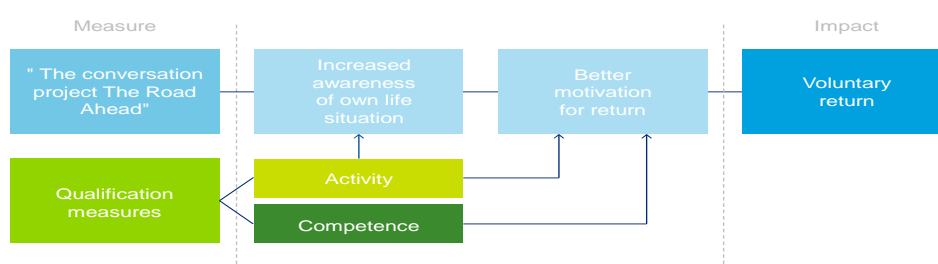 Measure
Impact
" The conversation
project The Road
Ahead"
Increased
awareness
of own life
situation
Better
motivation
for return
Voluntary
return
Qualification
measures
Activity
Competence